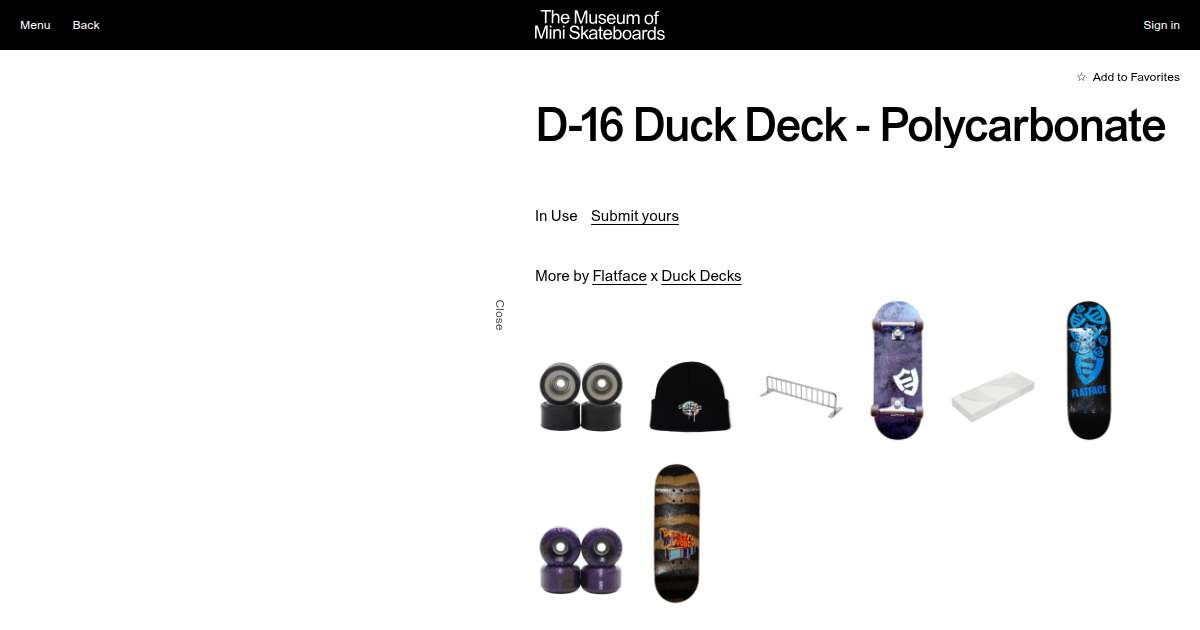 Menu
Back
The Museum of
Mini Skateboards
Sign in
☆ Add to Favorites
D-16 Duck Deck - Polycarbonate
In Use
Submit yours
More by Flatface x Duck Decks
Close
FLATFACE